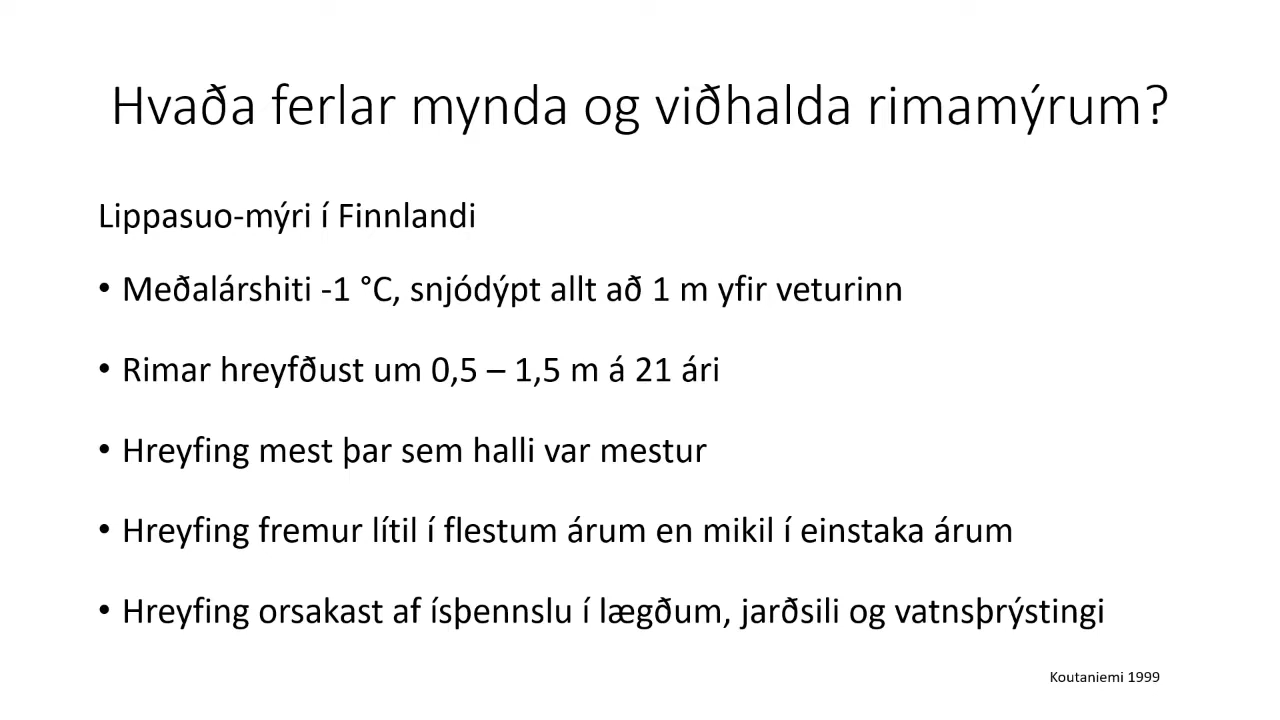 Hvaða ferlar mynda og viðhalda rimamýrum?
Lippasuo-mýri í Finnlandi
• Meðalárshiti -1 °C, snjódýpt allt að 1 m yfir veturinn
• Rimar hreyfðust um 0,5 – 1,5 m á 21 ári
• Hreyfing mest þar sem halli var mestur
• Hreyfing fremur lítil í flestum árum en mikil í einstaka árum
• Hreyfing orsakast af ísþennslu í lægðum, jarðsili og vatnsþrýstingi
Koutaniemi 1999